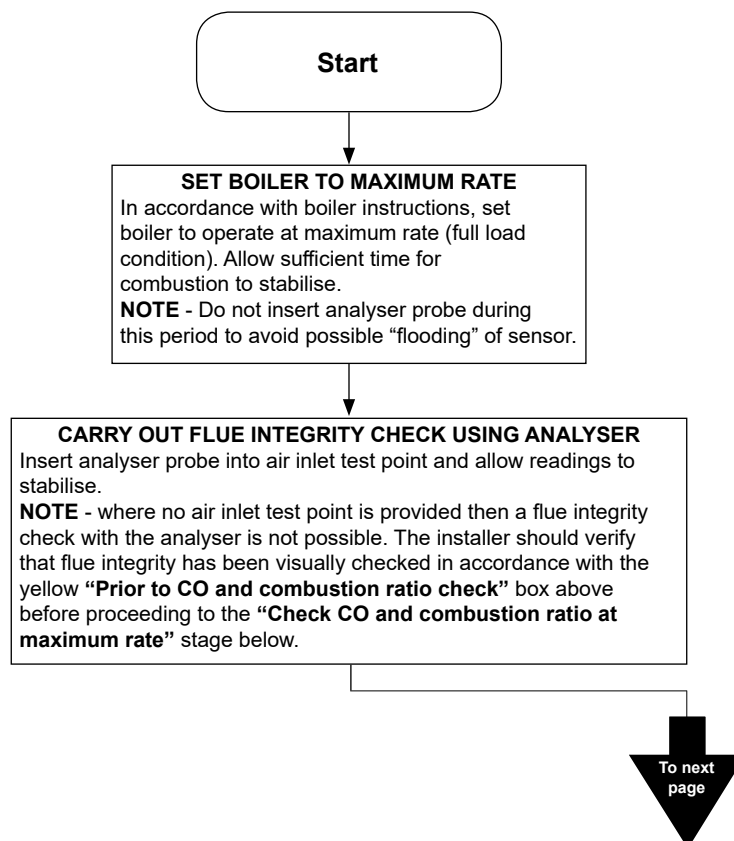 Start
SET BOILER TO MAXIMUM RATE
In accordance with boiler instructions, set
boiler to operate at maximum rate (full load
condition). Allow sufficient time for
combustion to stabilise.
NOTE - Do not insert analyser probe during
this period to avoid possible “flooding” of sensor.
CARRY OUT FLUE INTEGRITY CHECK USING ANALYSER
Insert analyser probe into air inlet test point and allow readings to
stabilise.
NOTE - where no air inlet test point is provided then a flue integrity
check with the analyser is not possible. The installer should verify
that flue integrity has been visually checked in accordance with the
yellow “Prior to CO and combustion ratio check” box above
before proceeding to the “Check CO and combustion ratio at
maximum rate” stage below.
To next
page